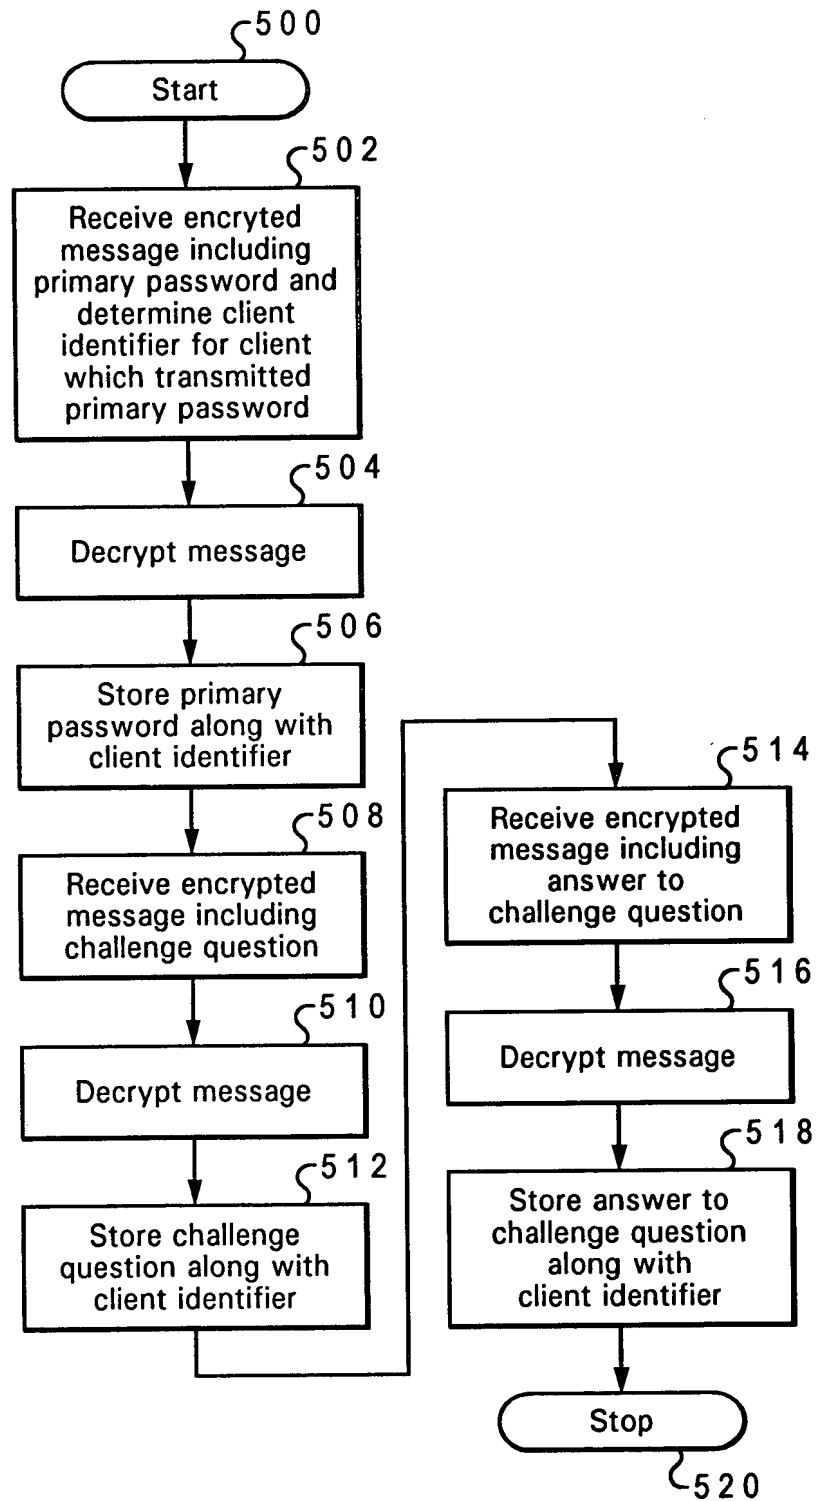 500
Start
502
Receive encryted
message including
primary password and
determine client
identifier for client
which transmitted
primary password
504
Decrypt message
506
Store primary
password along with
client identifier
508
Receive encrypted
message including
challenge question
510
Decrypt message
512
Store challenge
question along with
client identifier
514
Receive encrypted
message including
answer to
challenge question
516
Decrypt message
518
Store answer to
challenge question
along with
client identifier
Stop
520